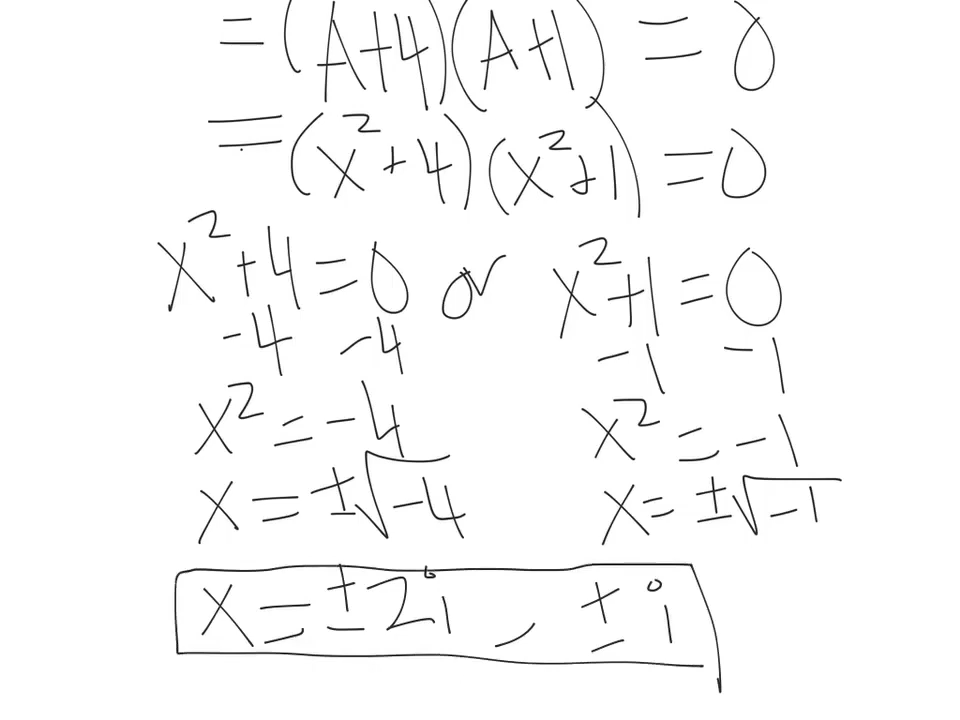 = (A+4)(A+1) = 0
= (x²+4)(x²+1) = 0
x²+4=0 or x²+1=0
-4 -4 -1 -1
x² = -4 x² = -1
x = ±√-4 x = ±√-1
x = ±2i , ± i